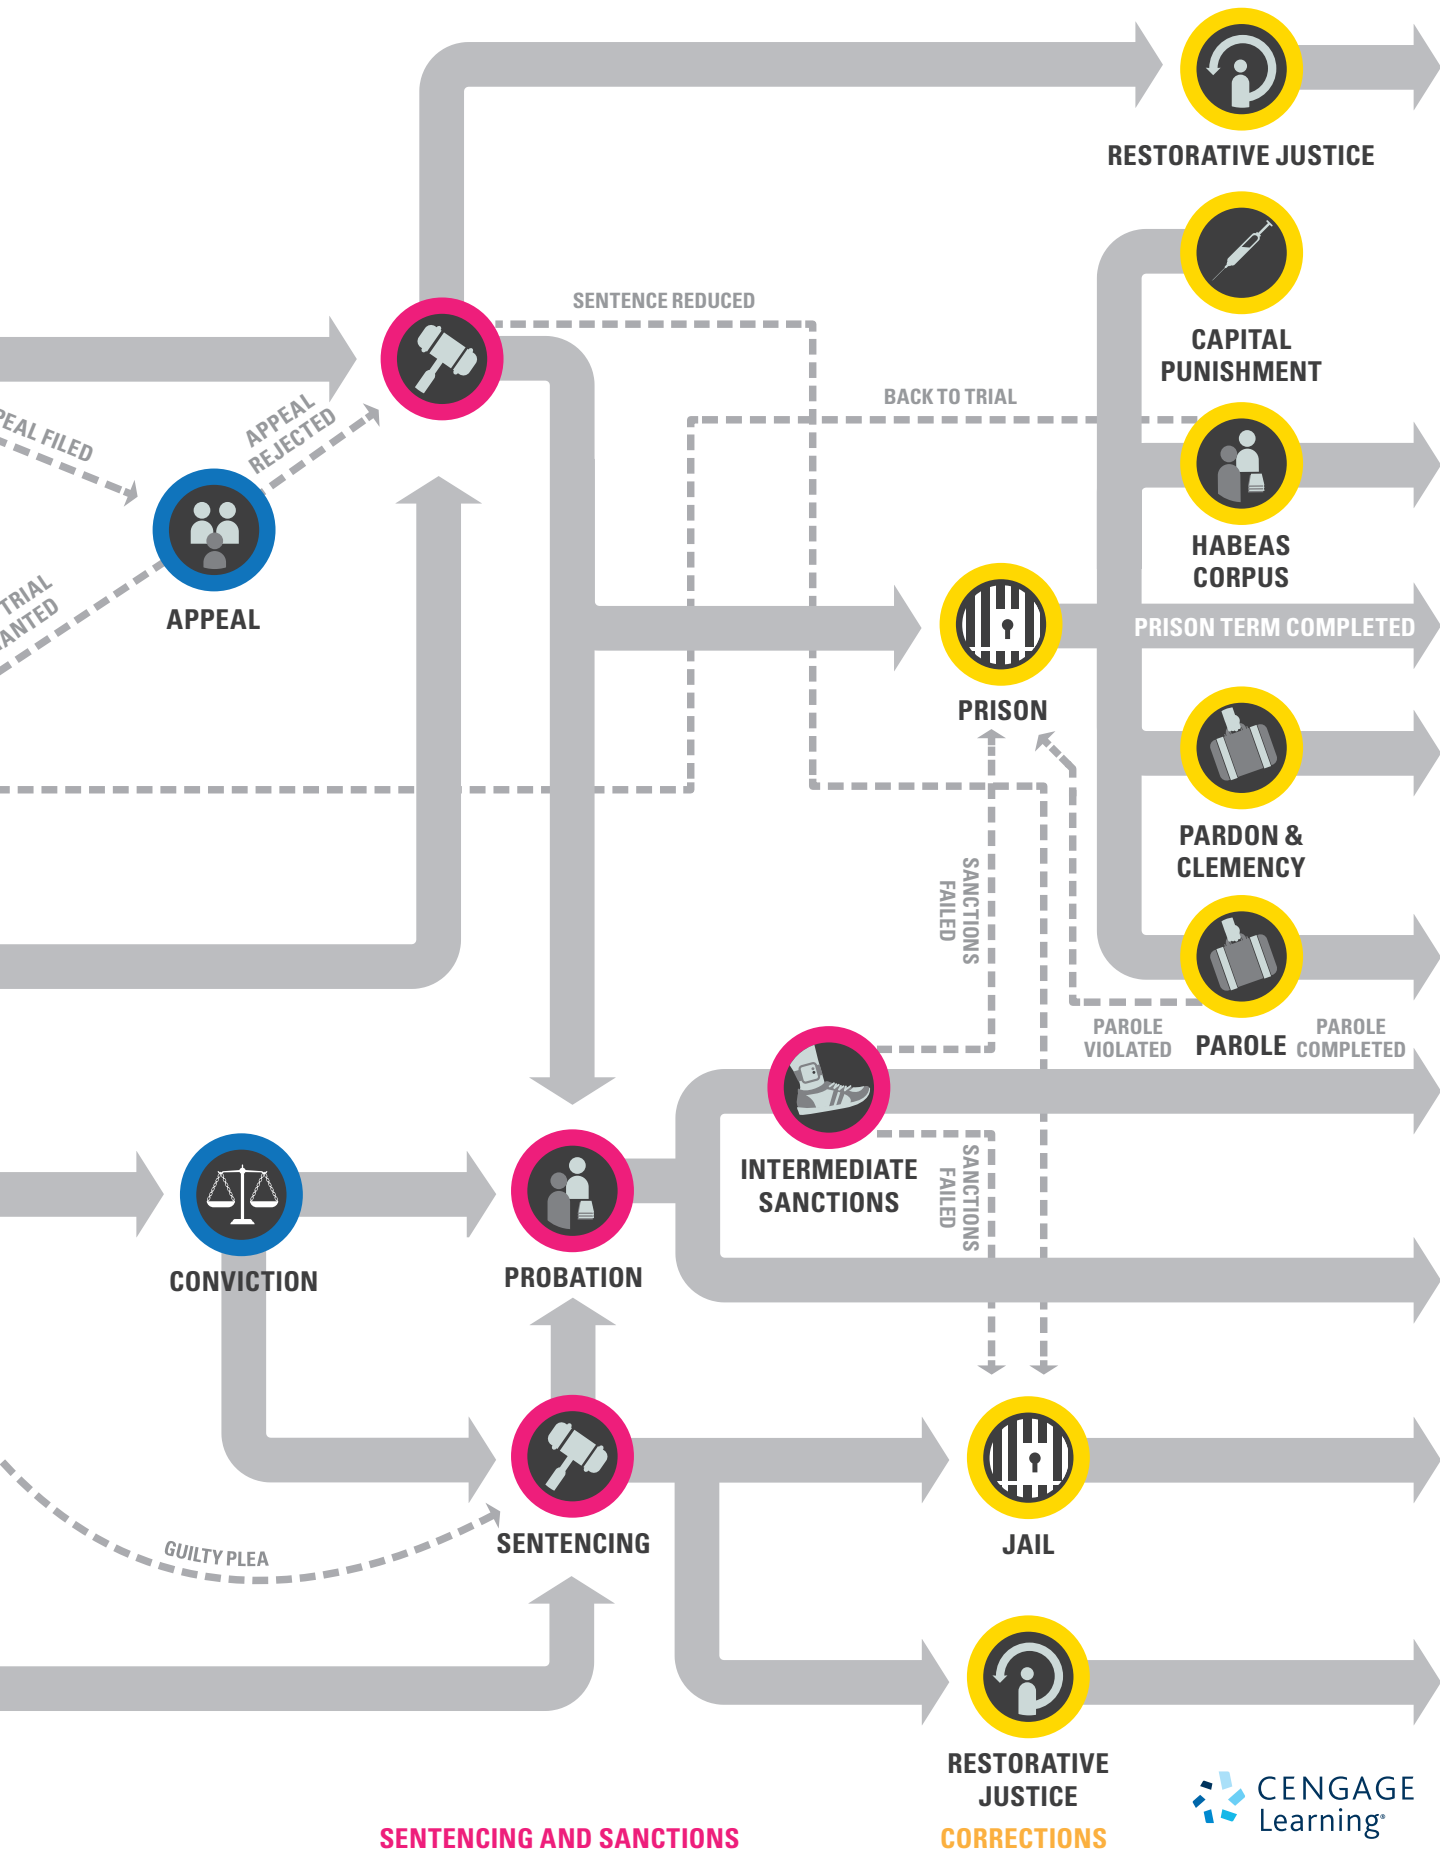 RESTORATIVE JUSTICE
CAPITAL
PUNISHMENT
SENTENCE REDUCED
BACK TO TRIAL
FILED
APPEAL
REJECTED
APPEAL
TRIAL
HABEAS
CORPUS
PRISON TERM COMPLETED
PRISON
PARDON &
CLEMENCY
SANCTIONS
FAILED
PAROLE
VIOLATED
PAROLE
PAROLE
COMPLETED
INTERMEDIATE
SANCTIONS
SANCTIONS
FAILED
CONVICTION
PROBATION
GUILTY PLEA
SENTENCING
JAIL
RESTORATIVE
JUSTICE
CENGAGE
Learning®
SENTENCING AND SANCTIONS
CORRECTIONS